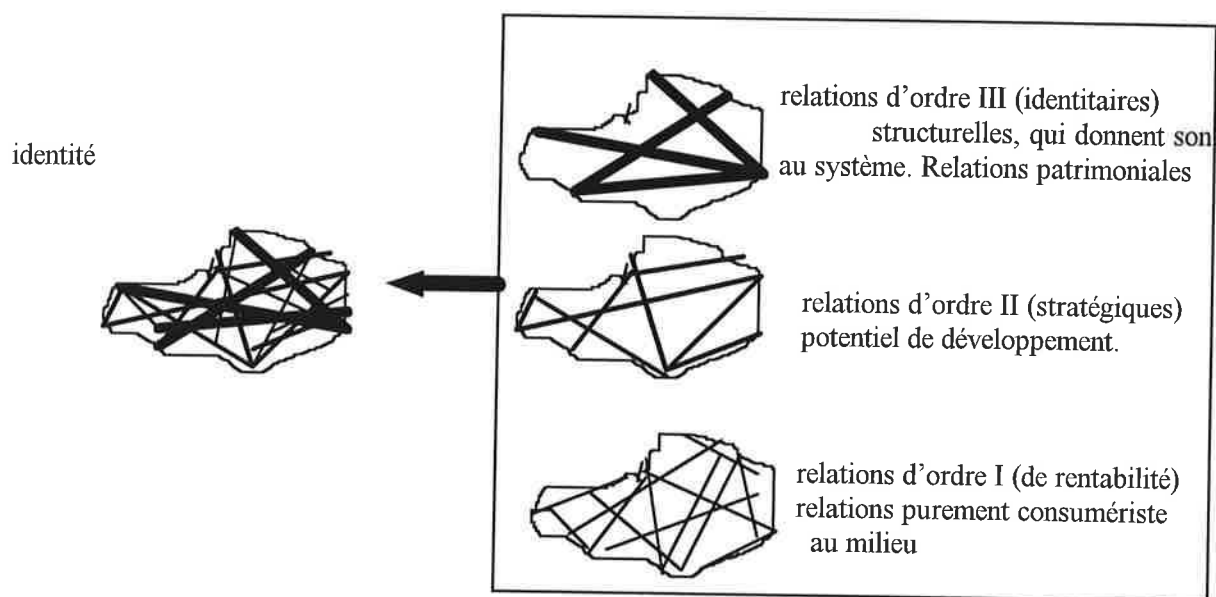 relations d'ordre III (identitaires)
structurelles, qui donnent son
identité
au système. Relations patrimoniales
relations d'ordre II (stratégiques)
potentiel de développement.
relations d'ordre I (de rentabilité)
relations purement consumériste
au milieu